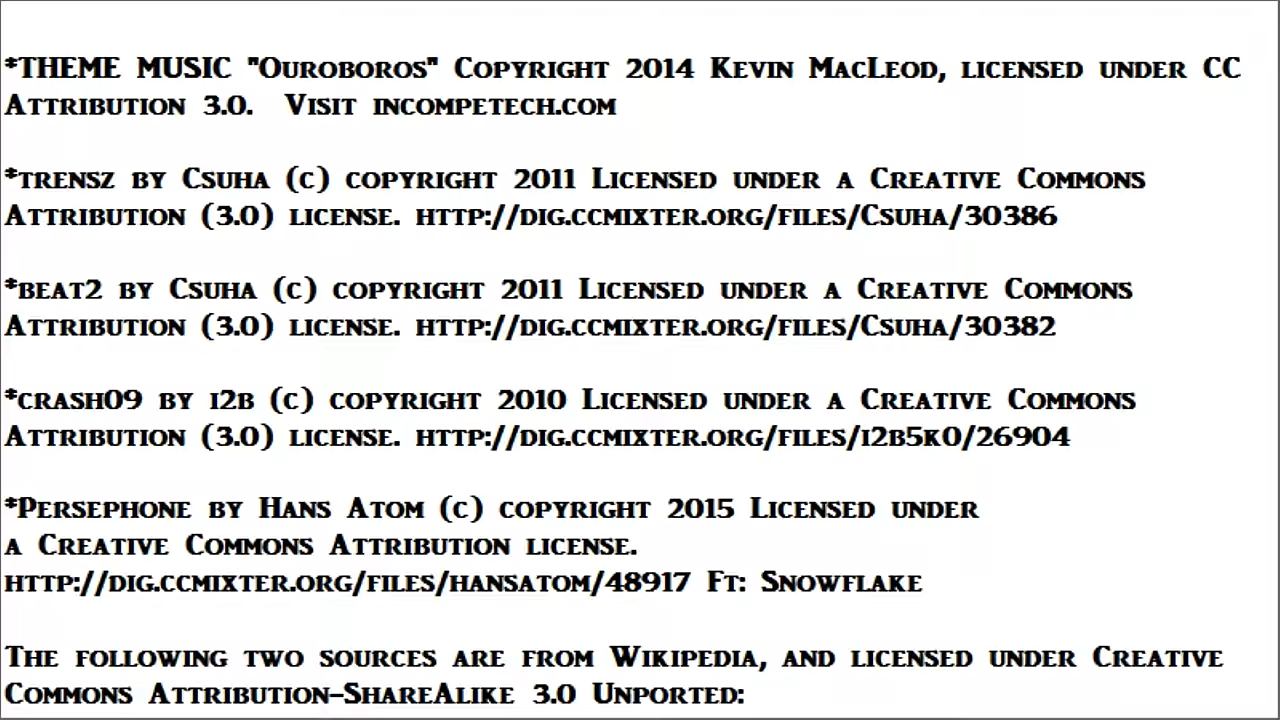 *THEME MUSIC "Ouroboros" Copyright 2014 Kevin MacLeod, licensed under CC
Attribution 3.0. Visit incompetech.com
*trensz by Csuha (c) copyright 2011 Licensed under a Creative Commons
Attribution (3.0) license. http://dig.ccmixter.org/files/Csuha/30386
*beat2 by Csuha (c) copyright 2011 Licensed under a Creative Commons
Attribution (3.0) license. http://dig.ccmixter.org/files/Csuha/30382
*crash09 by i2b (c) copyright 2010 Licensed under a Creative Commons
Attribution (3.0) license. http://dig.ccmixter.org/files/i2b5k0/26904
*Persephone by Hans Atom (c) copyright 2015 Licensed under
a Creative Commons Attribution license.
http://dig.ccmixter.org/files/hansatom/48917 Ft: Snowflake
The following two sources are from Wikipedia, and licensed under Creative
Commons Attribution-ShareAlike 3.0 Unported: